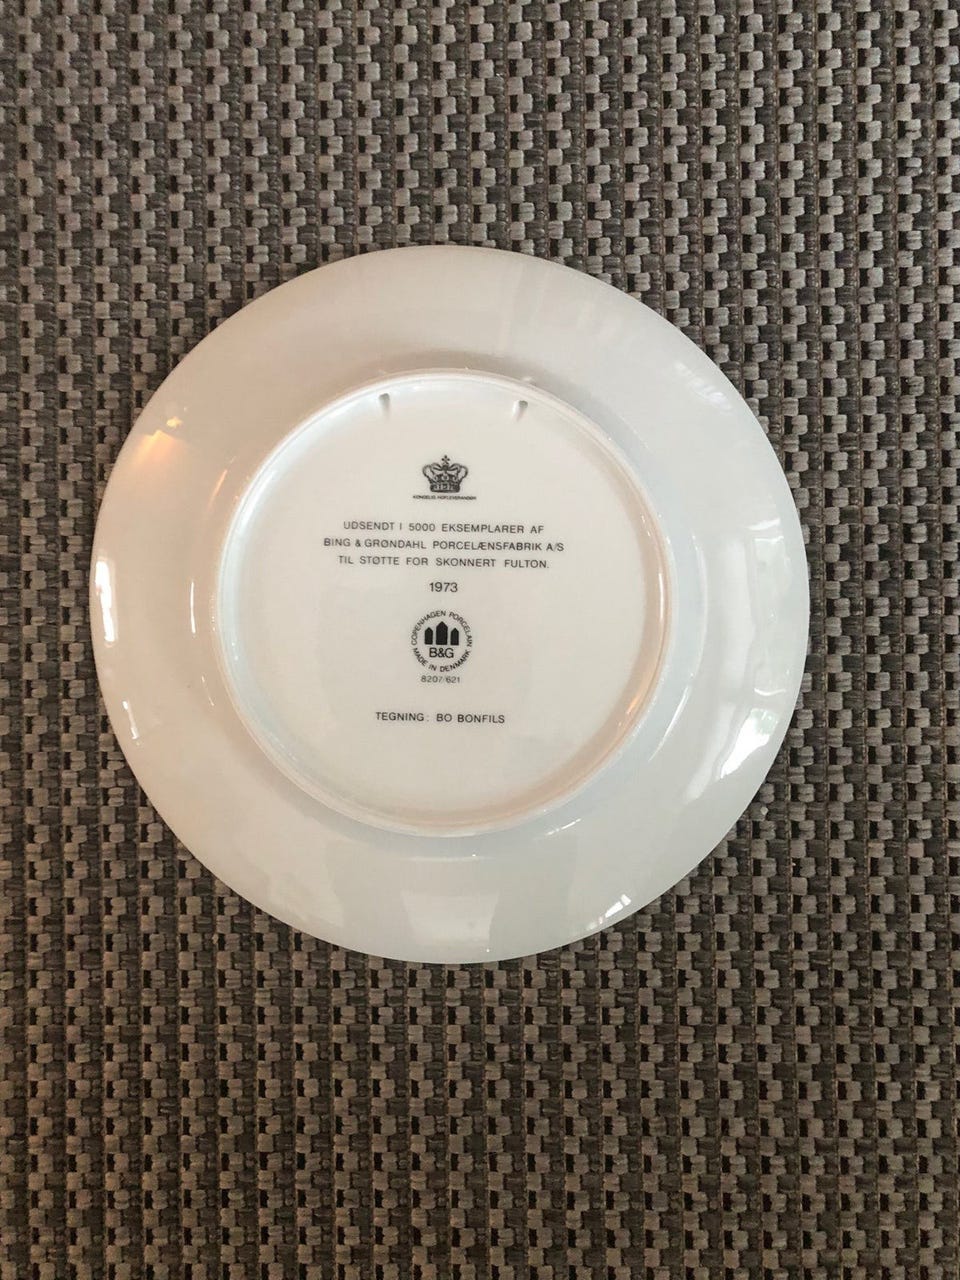 KONGELIG HOFLEVERANDØR
UDSENDT I 5000 EKSEMPLARER AF
BING & GRØNDAHL PORCELÆNSFABRIK A/S
TIL STØTTE FOR SKONNERT FULTON.
1973
COPENHAGEN PORCELAIN
B&G
MADE IN DENMARK
8207/621
TEGNING: BO BONFILS